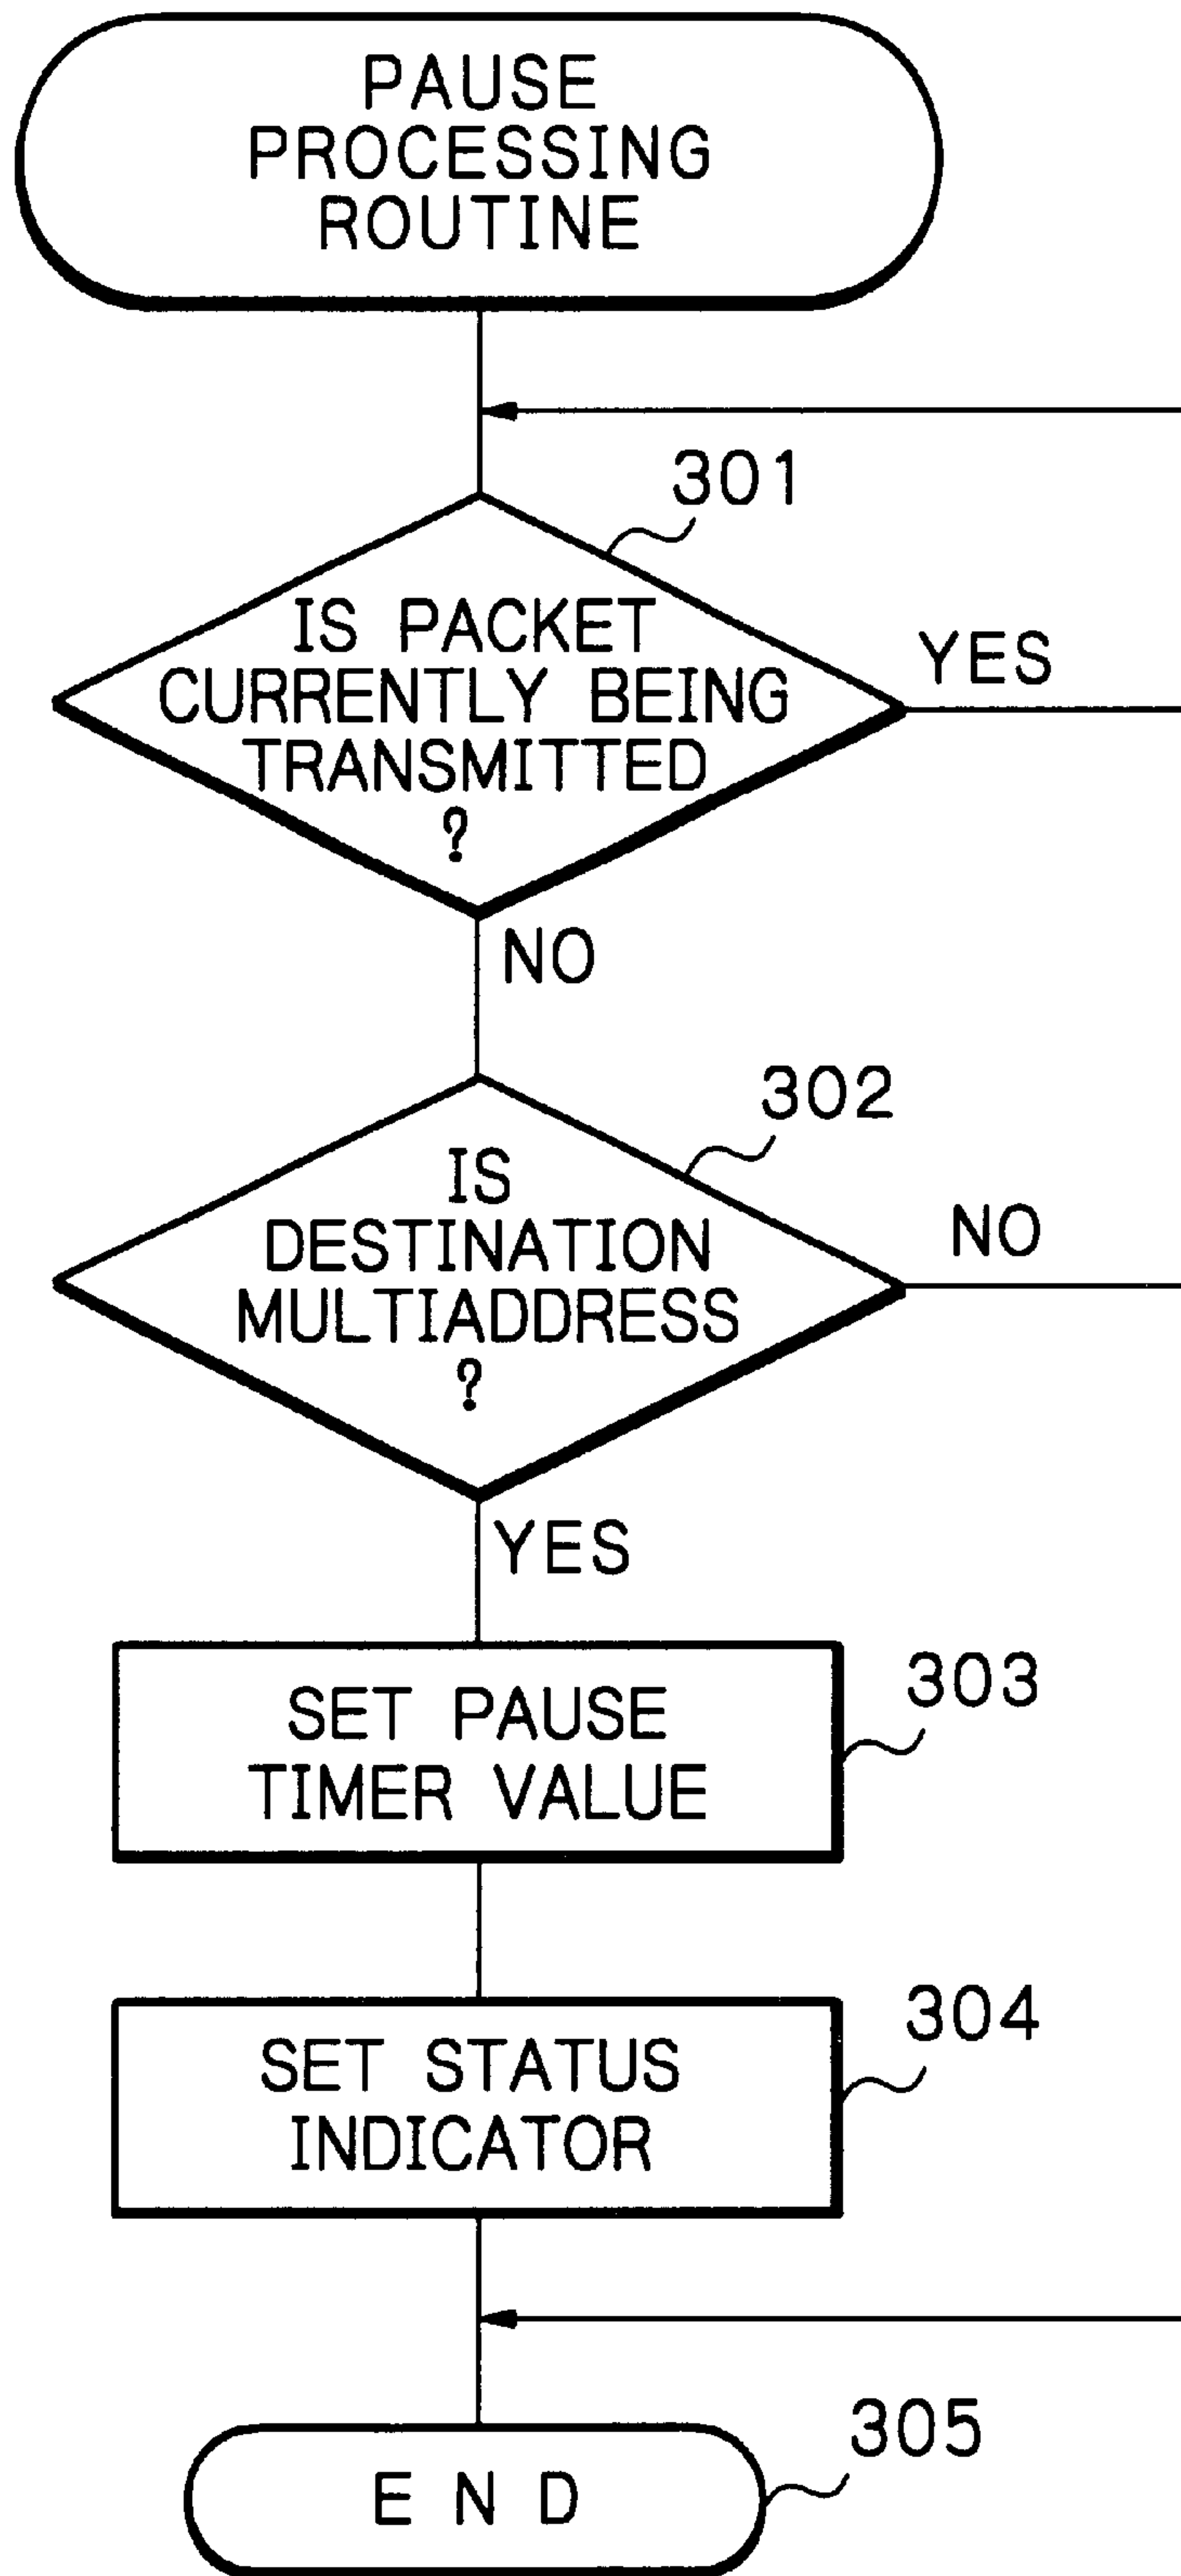 PAUSE
PROCESSING
ROUTINE
301
IS PACKET
CURRENTLY BEING
TRANSMITTED
?
YES
NO
302
IS
DESTINATION
MULTIADDRESS
?
NO
YES
303
SET PAUSE
TIMER VALUE
304
SET STATUS
INDICATOR
305
END